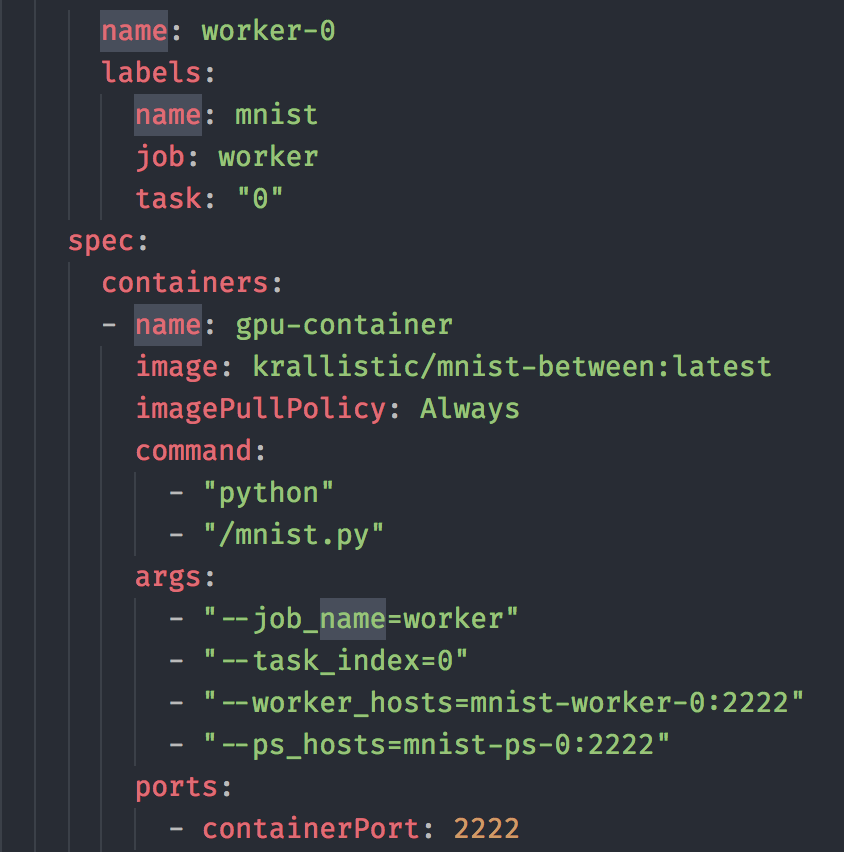 name: worker-0
labels:
name: mnist
job: worker
task: "0"
spec:
containers:
- name: gpu-container
image: krallistic/mnist-between:latest
imagePullPolicy: Always
command:
- "python"
- "/mnist.py"
args:
- "--job_name=worker"
- "--task_index=0"
- "--worker_hosts=mnist-worker-0:2222"
- "--ps_hosts=mnist-ps-0:2222"
ports:
- containerPort: 2222